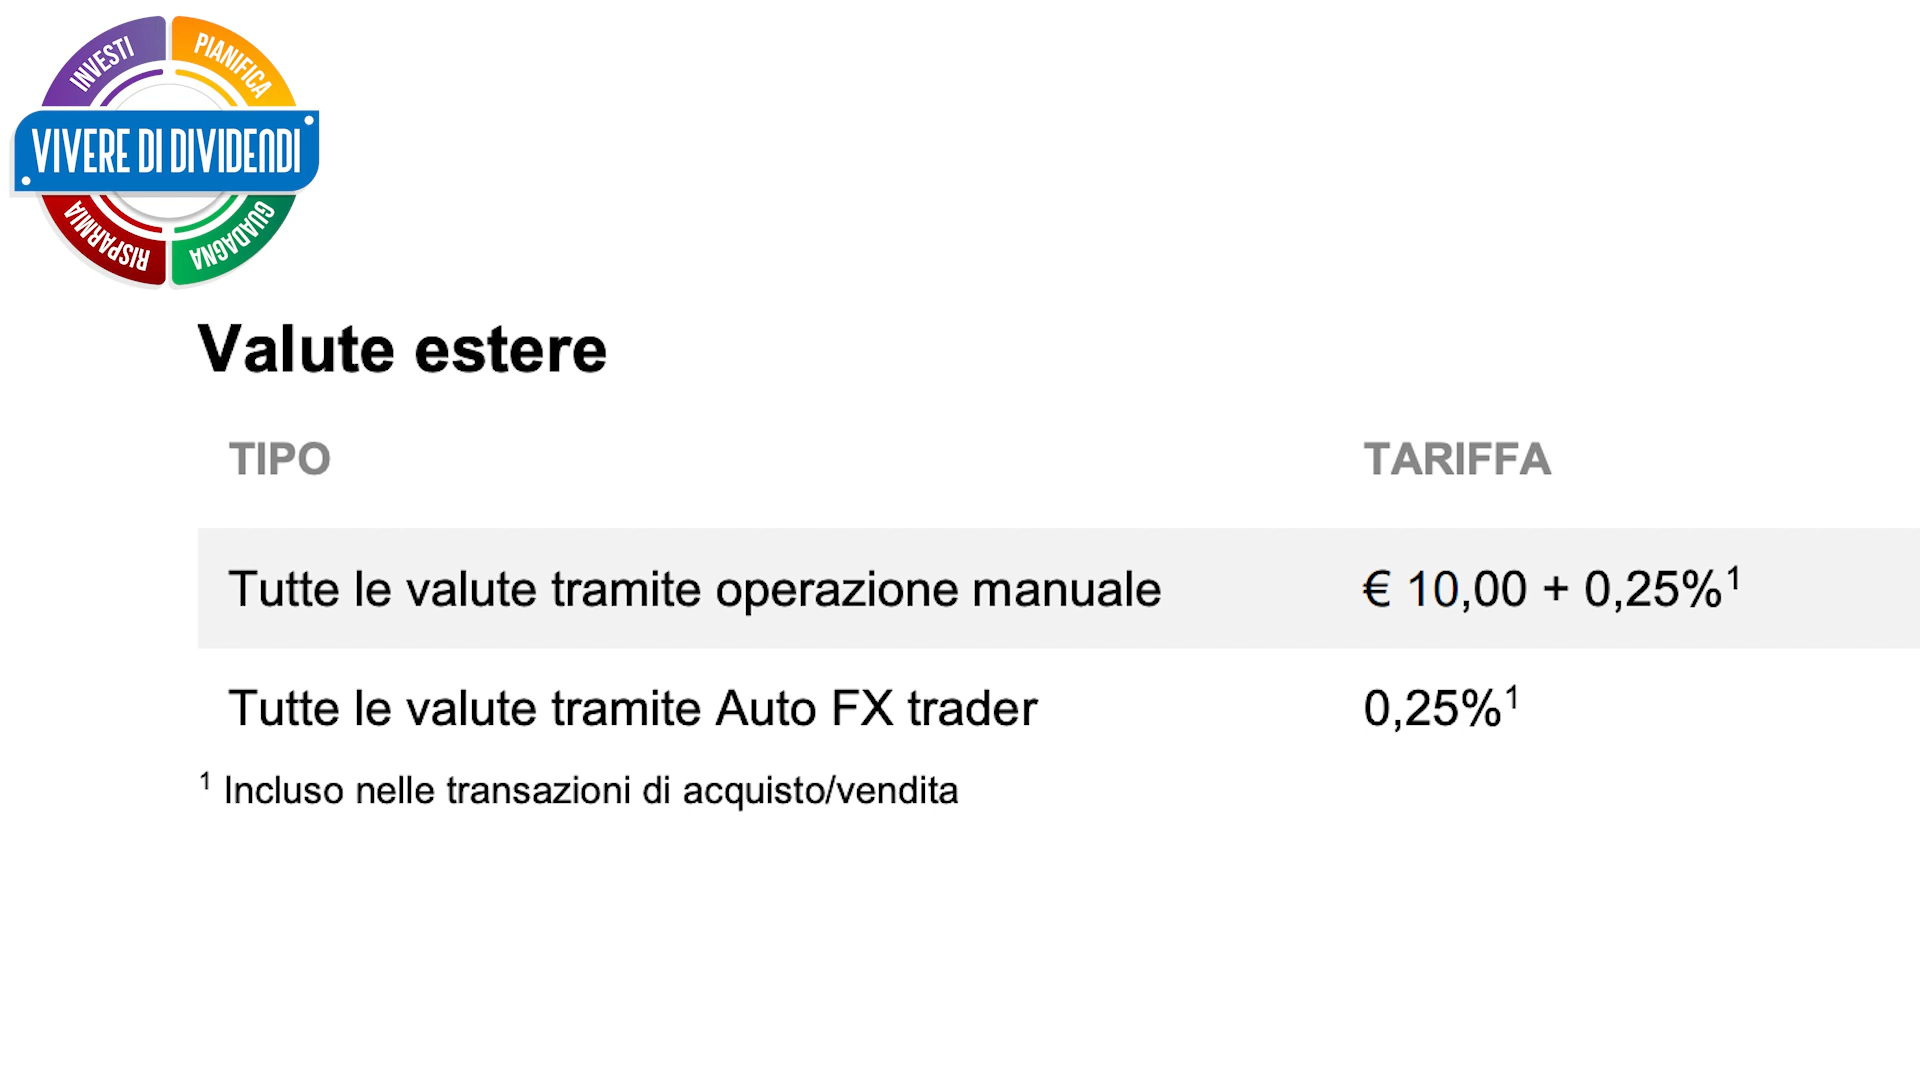 INVESTI
PIANIFICA
VIVERE DI DIVIDENDI
RISPARMIA
GUADAGNA
Valute estere
TIPO TARIFFA
Tutte le valute tramite operazione manuale € 10,00 + 0,25%¹
Tutte le valute tramite Auto FX trader 0,25%¹
¹ Incluso nelle transazioni di acquisto/vendita